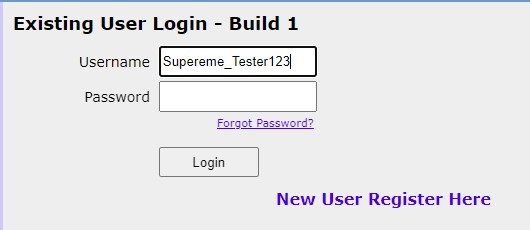 Existing User Login - Build 1
Username Supereme_Tester123
Password
Forgot Password?
Login
New User Register Here